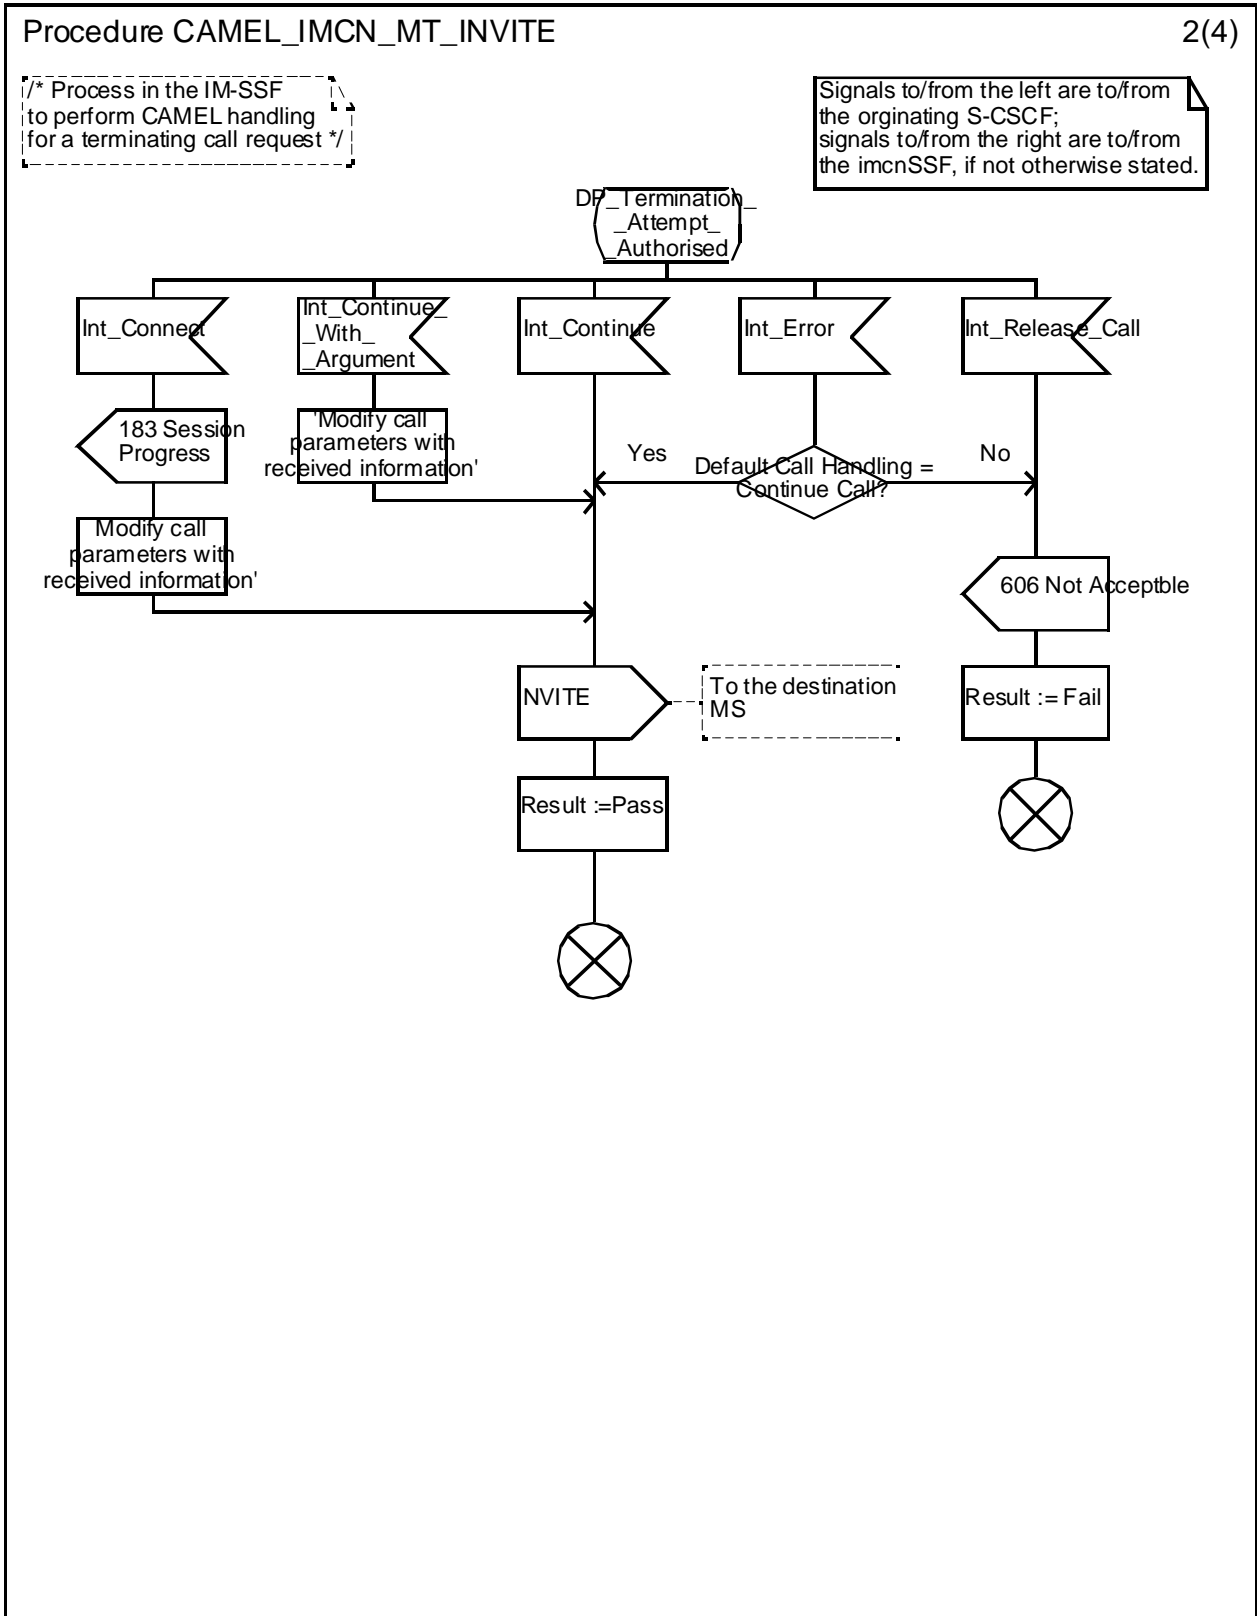 Procedure CAMEL_IMCN_MT_INVITE
2(4)
/* Process in the IM-SSF
to perform CAMEL handling
for a terminating call request */
Signals to/from the left are to/from
the orginating S-CSCF;
signals to/from the right are to/from
the imcnSSF, if not otherwise stated.
DP_Termination_
_Attempt_
_Authorised
Int_Connect
Int_Continue_
_With_
_Argument
Int_Continue
Int_Error
Int_Release_Call
183 Session
Progress
'Modify call
parameters with
received information'
Yes
Default Call Handling =
Continue Call?
No
Modify call
parameters with
received information'
606 Not Acceptble
NVITE
To the destination
MS
Result := Fail
Result :=Pass